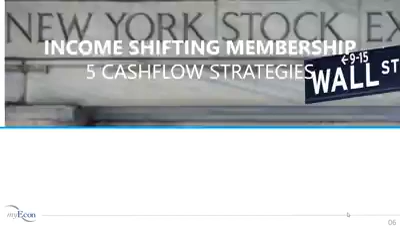 NEW YORK STOCK EX
INCOME SHIFTING MEMBERSHIP
5 CASHFLOW STRATEGIES
←9-15
WALL ST
myEcon
06